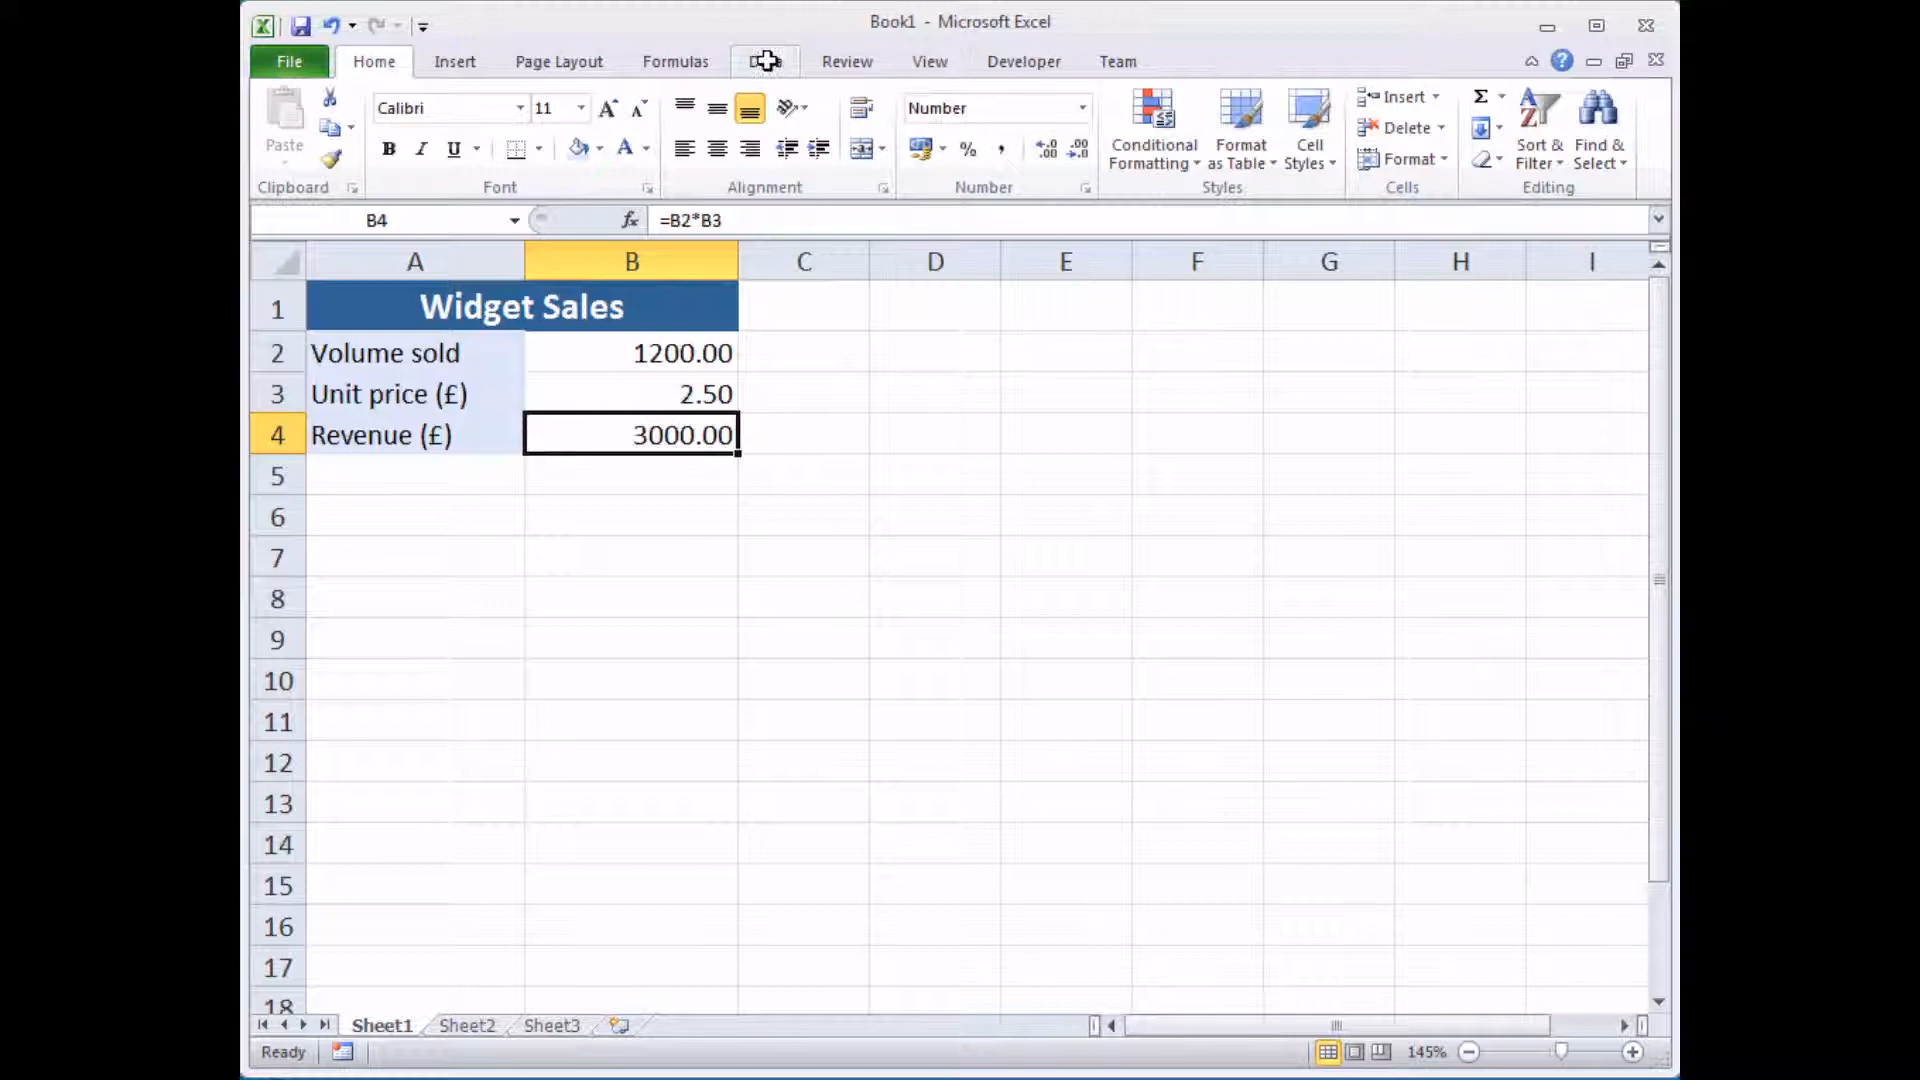 Book1 - Microsoft Excel
File Home Insert Page Layout Formulas Review View Developer Team
Paste
Calibri 11
B I U
Number
% ,
Conditional Formatting
Format as Table
Cell Styles
Insert
Delete
Format
Σ
Sort & Filter
Find & Select
Clipboard Font Alignment Number Styles Cells Editing
B4 fx =B2*B3
A B C D E F G H I
1 Widget Sales
2 Volume sold 1200.00
3 Unit price (£) 2.50
4 Revenue (£) 3000.00
5
6
7
8
9
10
11
12
13
14
15
16
17
18
Sheet1 Sheet2 Sheet3
Ready 145%